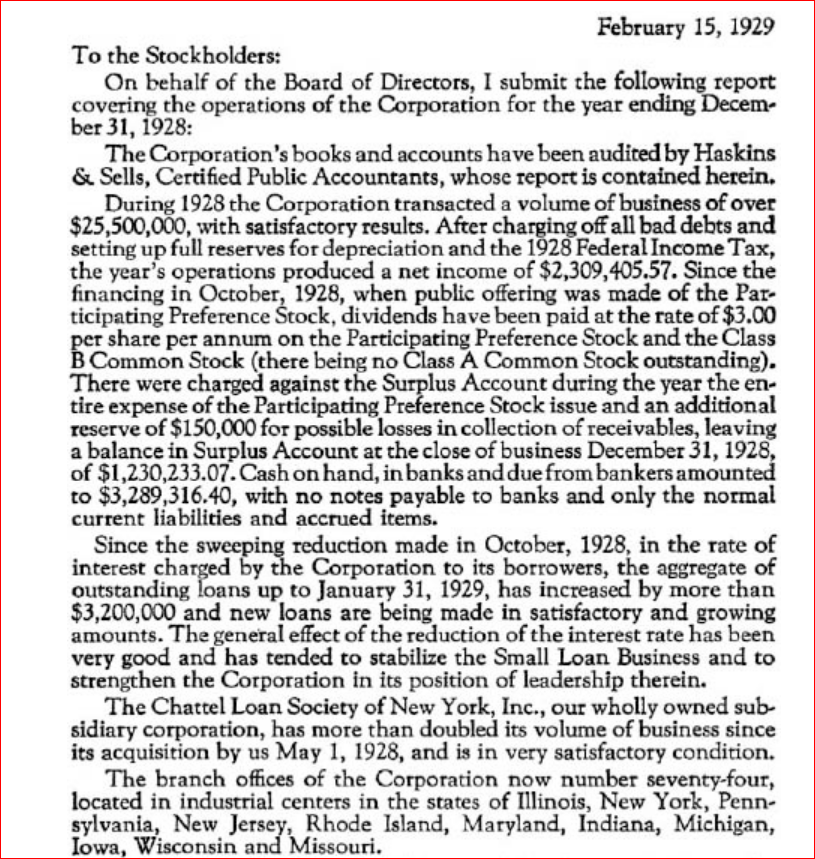 February 15, 1929
To the Stockholders:
On behalf of the Board of Directors, I submit the following report
covering the operations of the Corporation for the year ending Decem-
ber 31, 1928:
The Corporation's books and accounts have been audited by Haskins
& Sells, Certified Public Accountants, whose report is contained herein.
During 1928 the Corporation transacted a volume of business of over
$25,500,000, with satisfactory results. After charging off all bad debts and
setting up full reserves for depreciation and the 1928 Federal Income Tax,
the year's operations produced a net income of $2,309,405.57. Since the
financing in October, 1928, when public offering was made of the Par-
ticipating Preference Stock, dividends have been paid at the rate of $3.00
per share per annum on the Participating Preference Stock and the Class
B Common Stock (there being no Class A Common Stock outstanding).
There were charged against the Surplus Account during the year the en-
tire expense of the Participating Preference Stock issue and an additional
reserve of $150,000 for possible losses in collection of receivables, leaving
a balance in Surplus Account at the close of business December 31, 1928,
of $1,230,233.07. Cash on hand, in banks and due from bankers amounted
to $3,289,316.40, with no notes payable to banks and only the normal
current liabilities and accrued items.
Since the sweeping reduction made in October, 1928, in the rate of
interest charged by the Corporation to its borrowers, the aggregate of
outstanding loans up to January 31, 1929, has increased by more than
$3,200,000 and new loans are being made in satisfactory and growing
amounts. The general effect of the reduction of the interest rate has been
very good and has tended to stabilize the Small Loan Business and to
strengthen the Corporation in its position of leadership therein.
The Chattel Loan Society of New York, Inc., our wholly owned sub-
sidiary corporation, has more than doubled its volume of business since
its acquisition by us May 1, 1928, and is in very satisfactory condition.
The branch offices of the Corporation now number seventy-four,
located in industrial centers in the states of Illinois, New York, Penn-
sylvania, New Jersey, Rhode Island, Maryland, Indiana, Michigan,
Iowa, Wisconsin and Missouri.